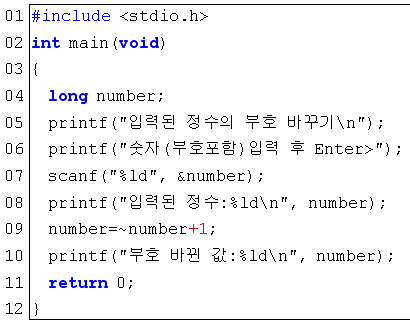 01 #include <stdio.h>
02 int main(void)
03 {
04   long number;
05   printf("입력된 정수의 부호 바꾸기\n");
06   printf("숫자(부호포함)입력 후 Enter>");
07   scanf("%ld", &number);
08   printf("입력된 정수:%ld\n", number);
09   number=~number+1;
10   printf("부호 바뀐 값:%ld\n", number);
11   return 0;
12 }